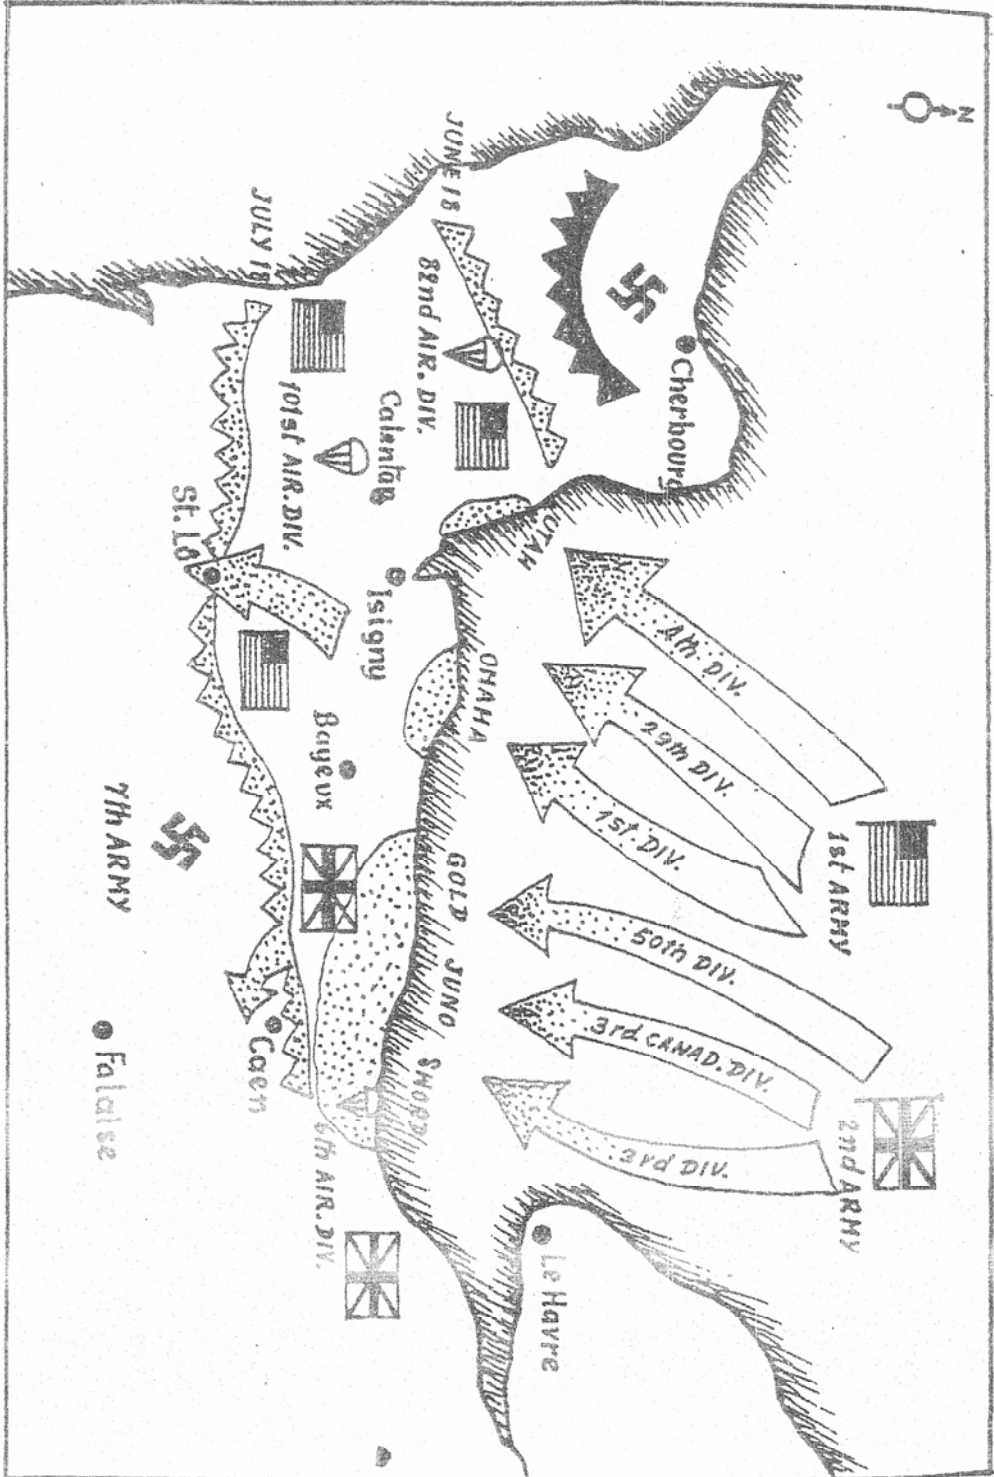 N
1st ARMY
2nd ARMY
4th DIV.
29th DIV.
1st DIV.
50th DIV.
3rd CANAD. DIV.
3rd DIV.
Cherbourg
Le Havre
UTAH
OMAHA
GOLD
JUNO
SWORD
JUNE 18
82nd AIR. DIV.
Calentan
Isigny
Bayeux
6th AIR. DIV.
JULY 18
101st AIR. DIV.
St. Lo
Caen
7th ARMY
Falaise